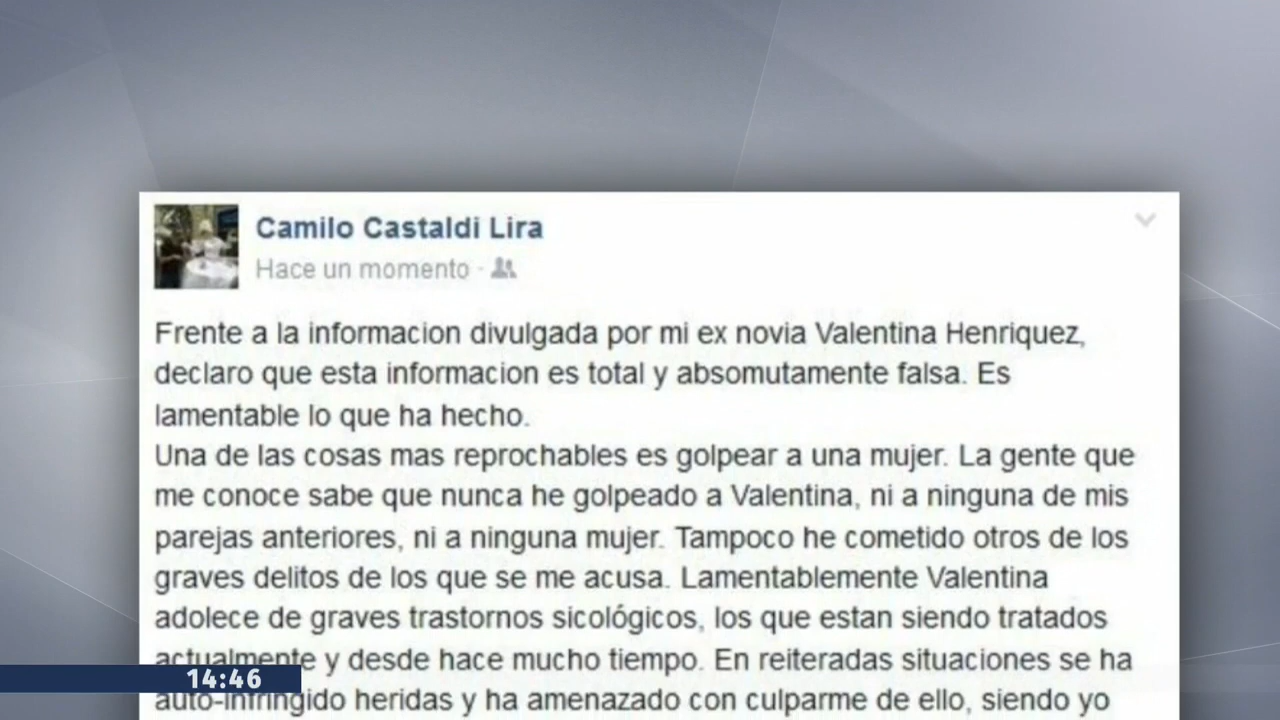 Camilo Castaldi Lira
Hace un momento ·
Frente a la informacion divulgada por mi ex novia Valentina Henriquez,
declaro que esta informacion es total y absomutamente falsa. Es
lamentable lo que ha hecho.
Una de las cosas mas reprochables es golpear a una mujer. La gente que
me conoce sabe que nunca he golpeado a Valentina, ni a ninguna de mis
parejas anteriores, ni a ninguna mujer. Tampoco he cometido otros de los
graves delitos de los que se me acusa. Lamentablemente Valentina
adolece de graves trastornos sicológicos, los que estan siendo tratados
actualmente y desde hace mucho tiempo. En reiteradas situaciones se ha
auto-infringido heridas y ha amenazado con culparme de ello, siendo yo
14:46